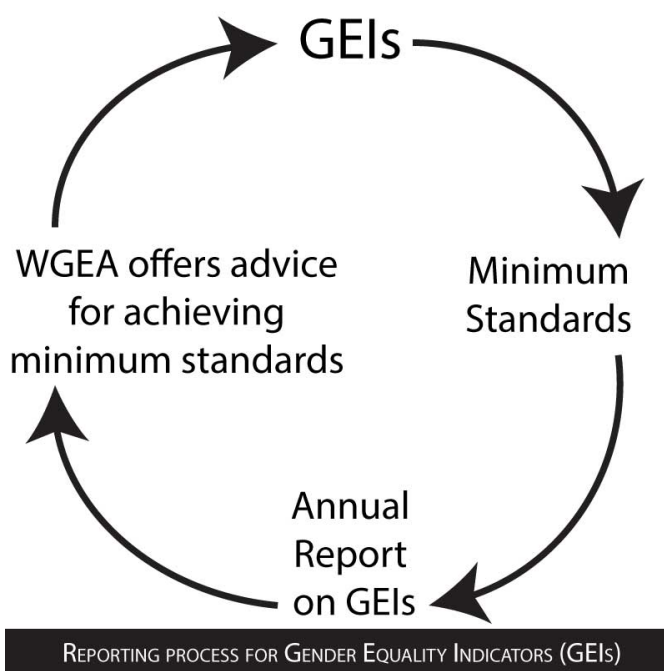 GEIs
Minimum
Standards
Annual
Report
on GEIs
WGEA offers advice
for achieving
minimum standards
Reporting process for Gender Equality Indicators (GEIs)